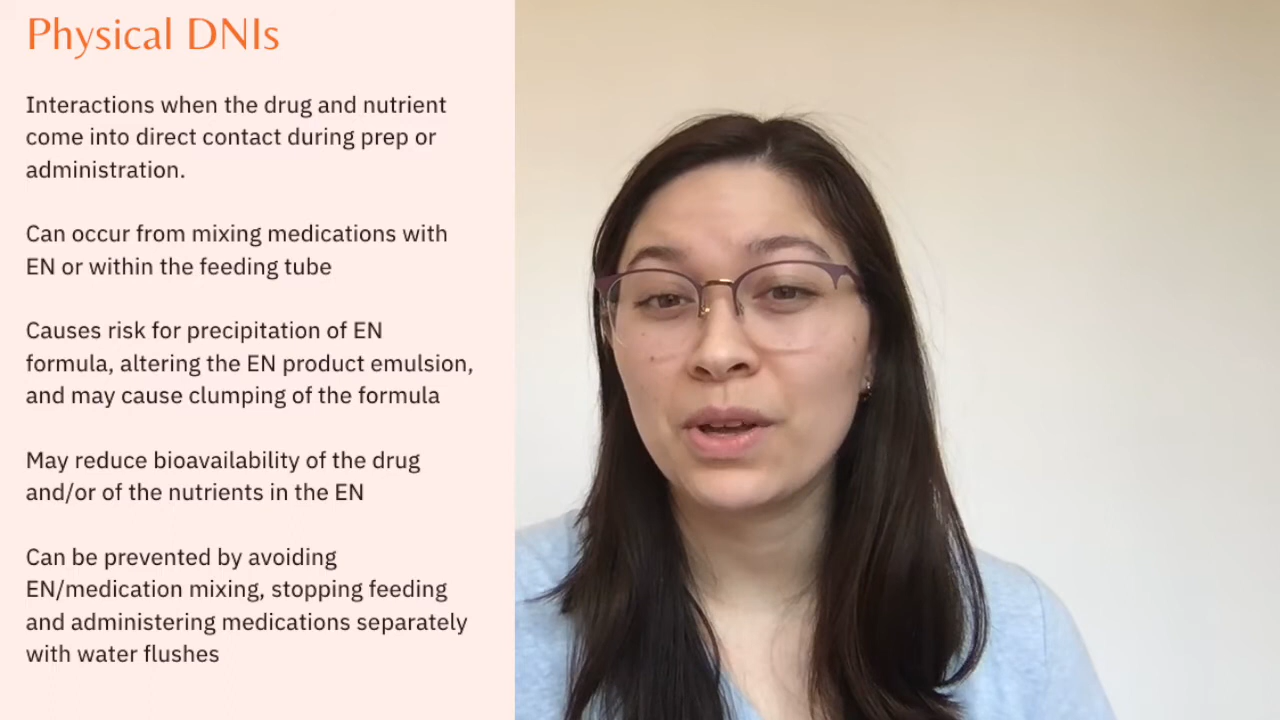 Physical DNIs
Interactions when the drug and nutrient
come into direct contact during prep or
administration.
Can occur from mixing medications with
EN or within the feeding tube
Causes risk for precipitation of EN
formula, altering the EN product emulsion,
and may cause clumping of the formula
May reduce bioavailability of the drug
and/or of the nutrients in the EN
Can be prevented by avoiding
EN/medication mixing, stopping feeding
and administering medications separately
with water flushes